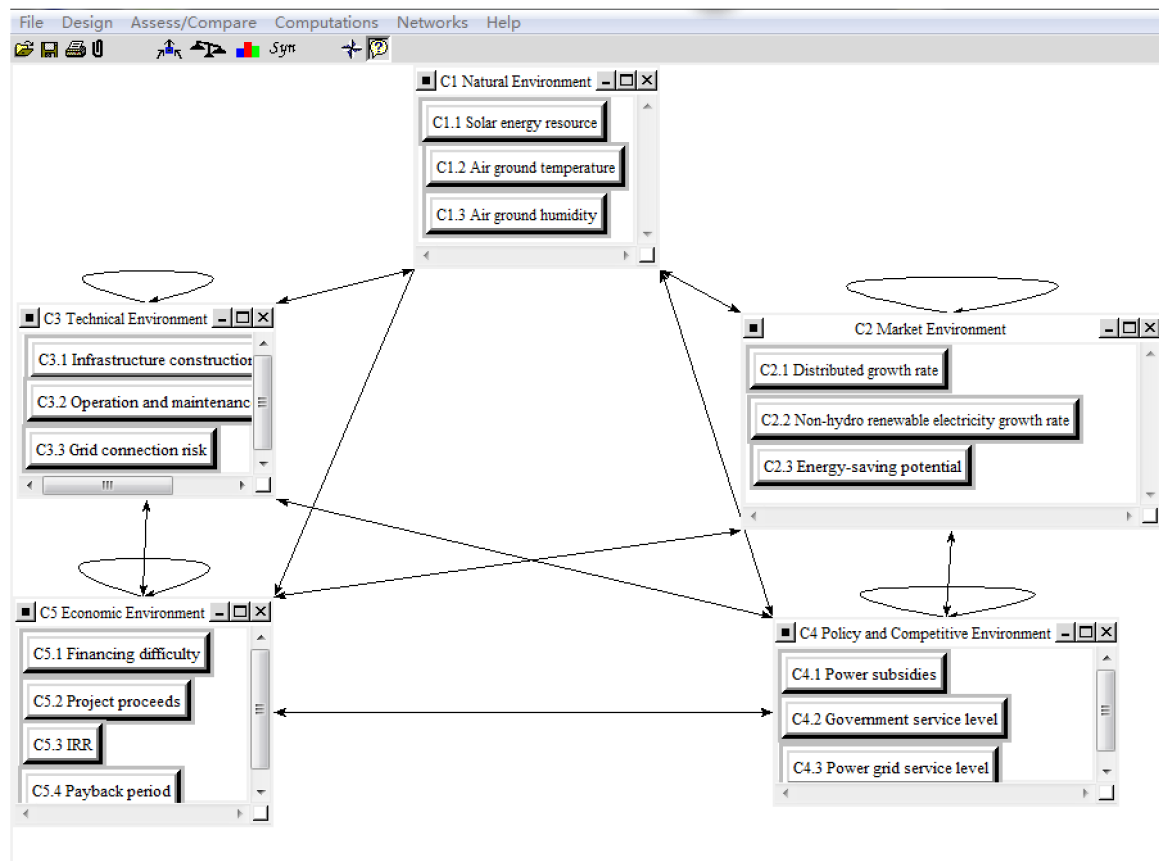 File Design Assess/Compare Computations Networks Help
Syn
C1 Natural Environment
C1.1 Solar energy resource
C1.2 Air ground temperature
C1.3 Air ground humidity
C3 Technical Environment
C3.1 Infrastructure construction
C3.2 Operation and maintenanc
C3.3 Grid connection risk
C2 Market Environment
C2.1 Distributed growth rate
C2.2 Non-hydro renewable electricity growth rate
C2.3 Energy-saving potential
C5 Economic Environment
C5.1 Financing difficulty
C5.2 Project proceeds
C5.3 IRR
C5.4 Payback period
C4 Policy and Competitive Environment
C4.1 Power subsidies
C4.2 Government service level
C4.3 Power grid service level